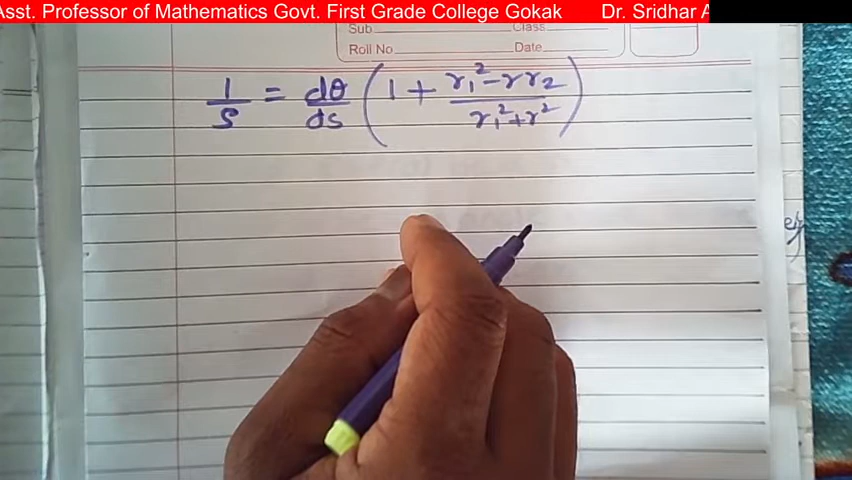 Asst. Professor of Mathematics Govt. First Grade College Gokak Dr. Sridhar A
Sub Class
Roll No Date
1/ρ = dθ/ds (1 + (r₁² - r r₂)/(r₁² + r²))